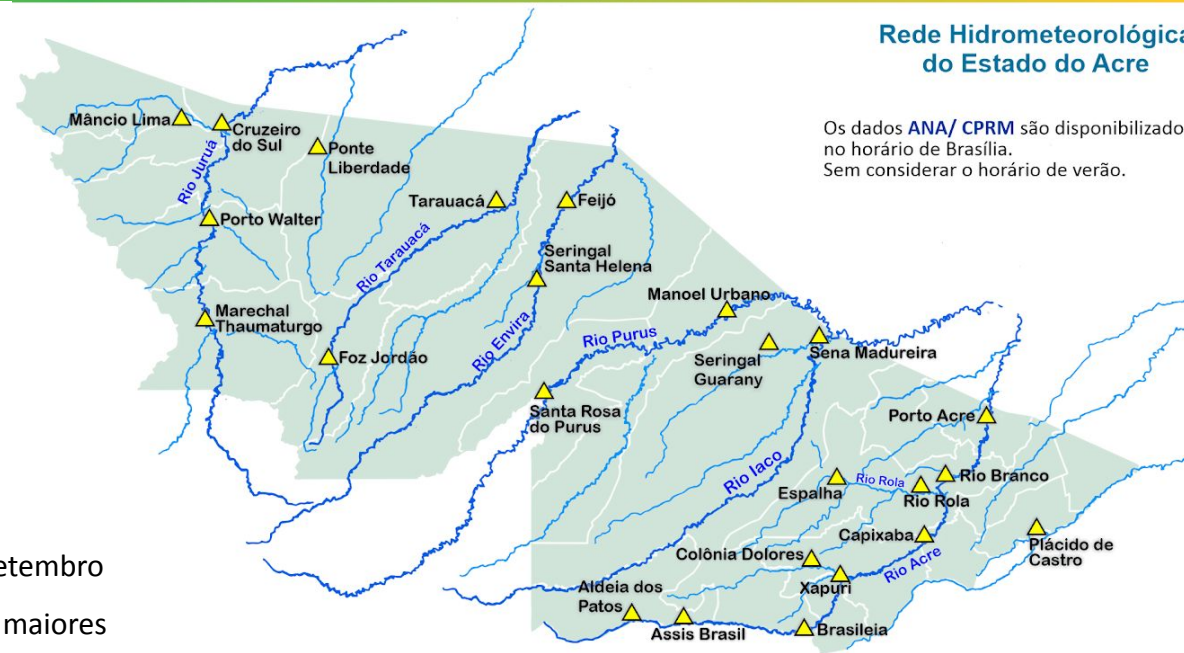 Rede Hidrometeorológica
do Estado do Acre
Os dados ANA/ CPRM são disponibilizado
no horário de Brasília.
Sem considerar o horário de verão.
Mâncio Lima
Cruzeiro
do Sul
Ponte
Liberdade
Rio Juruá
Porto Walter
Tarauacá
Feijó
Rio Tarauacá
Seringal
Santa Helena
Manoel Urbano
Marechal
Thaumaturgo
Foz Jordão
Rio Envira
Rio Purus
Seringal
Guarany
Sena Madureira
Santa Rosa
do Purus
Porto Acre
Rio Iaco
Espalha
Rio Rola
Rio Rola
Rio Branco
Capixaba
Plácido de
Castro
Colônia Dolores
Rio Acre
Xapuri
Aldeia dos
Patos
Assis Brasil
Brasileia
etembro
maiores